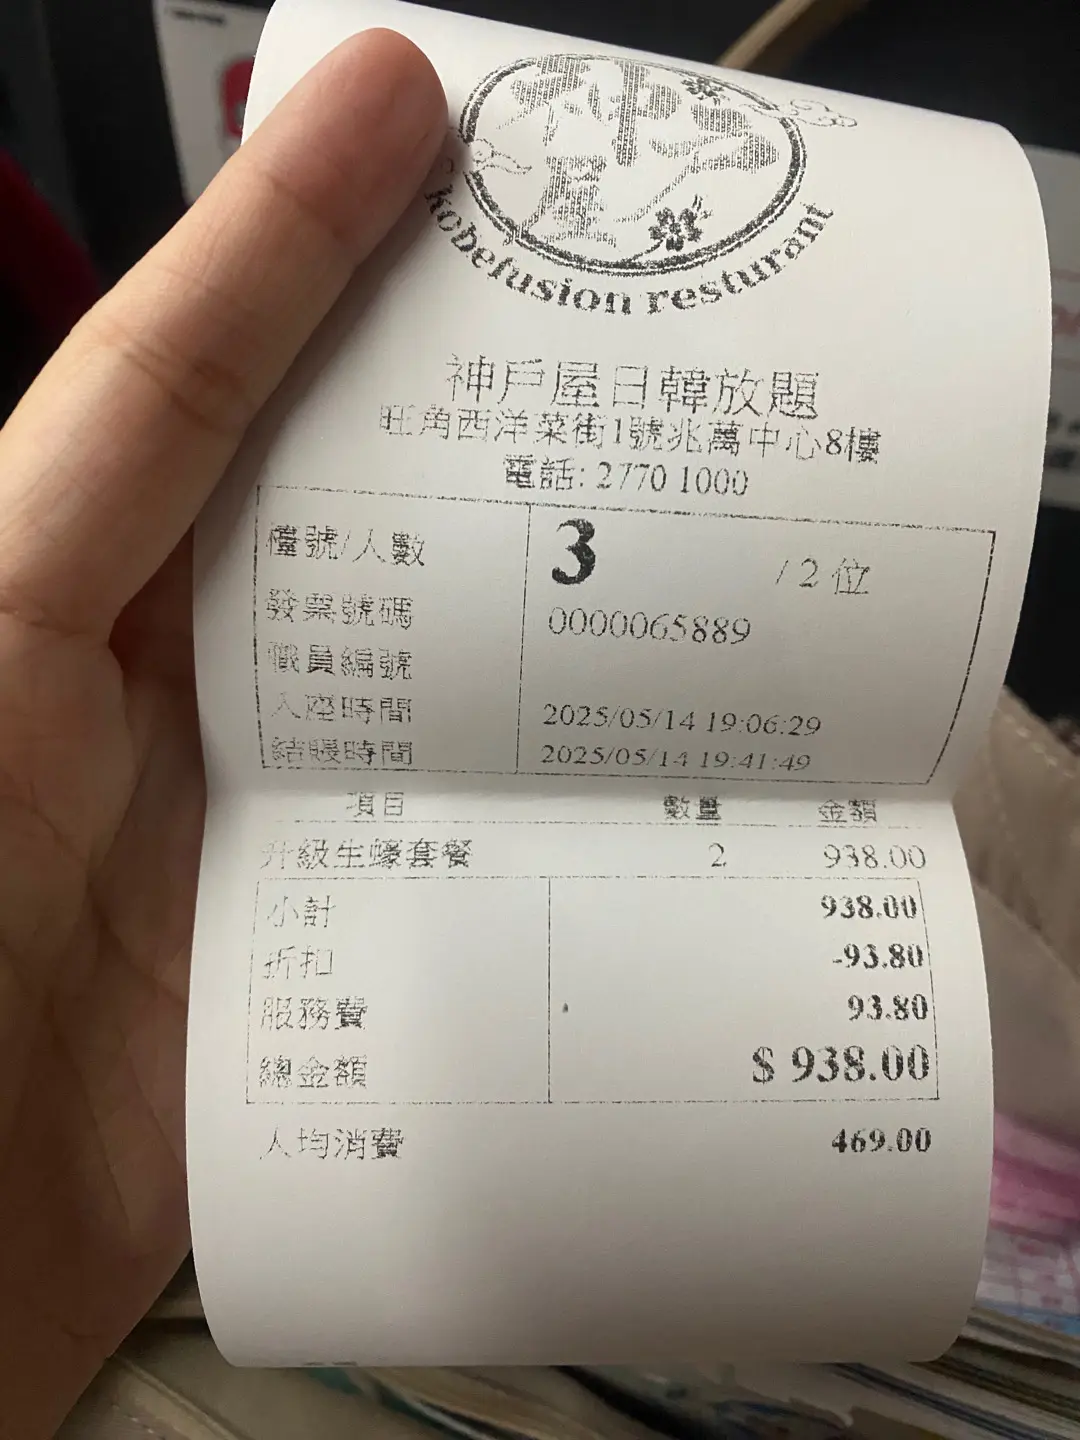 神戶屋
kobefusion resturant
神戶屋日韓放題
旺角西洋菜街1號兆萬中心8樓
電話: 2770 1000
檯號/人數 3 / 2 位
發票號碼 0000065889
職員編號
入座時間 2025/05/14 19:06:29
結賬時間 2025/05/14 19:41:49
項目 數量 金額
升級生蠔套餐 2 938.00
小計 938.00
折扣 -93.80
服務費 93.80
總金額 $ 938.00
人均消費 469.00